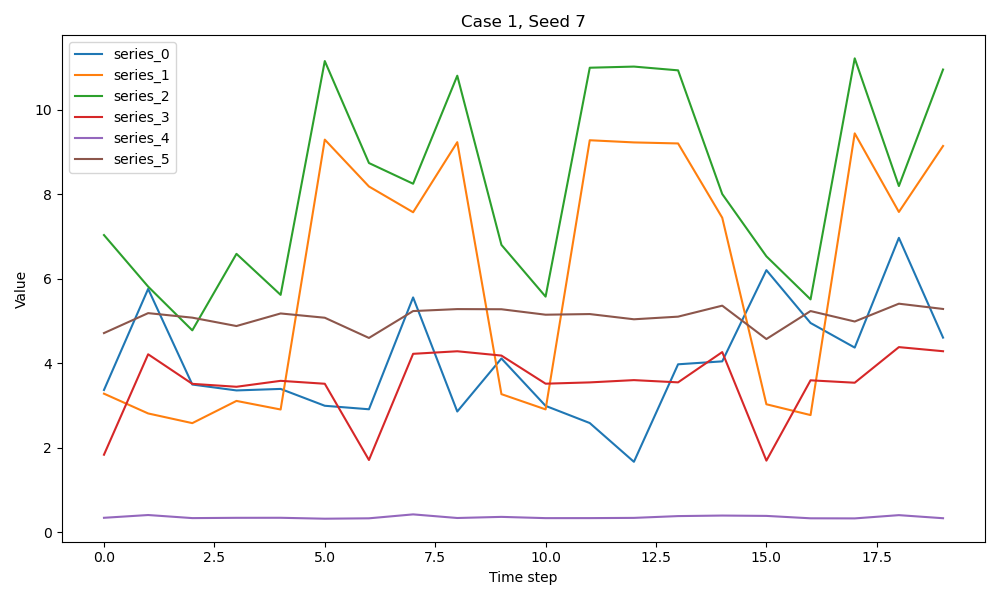 Case 1, Seed 7
series_0
series_1
series_2
series_3
series_4
series_5
Value
10
8
6
4
2
0
0.0 2.5 5.0 7.5 10.0 12.5 15.0 17.5
Time step